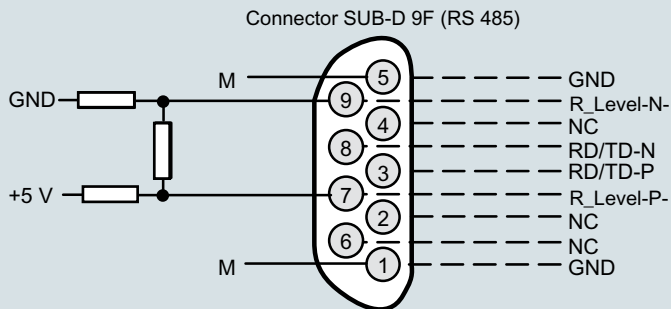 Connector SUB-D 9F (RS 485)
M 5 GND
GND 9 R_Level-N-
4 NC
8 RD/TD-N
3 RD/TD-P
+5 V 7 R_Level-P-
2 NC
6 NC
M 1 GND